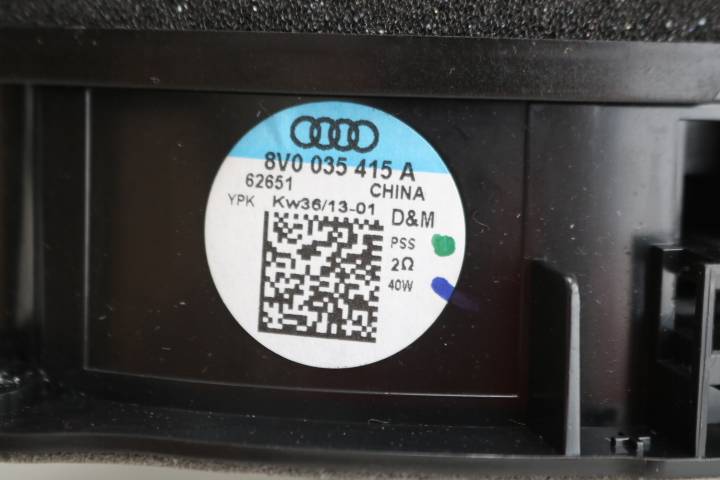 8V0 035 415 A
62651 CHINA
YPK Kw36/13-01 D&M
PSS
2Ω
40W